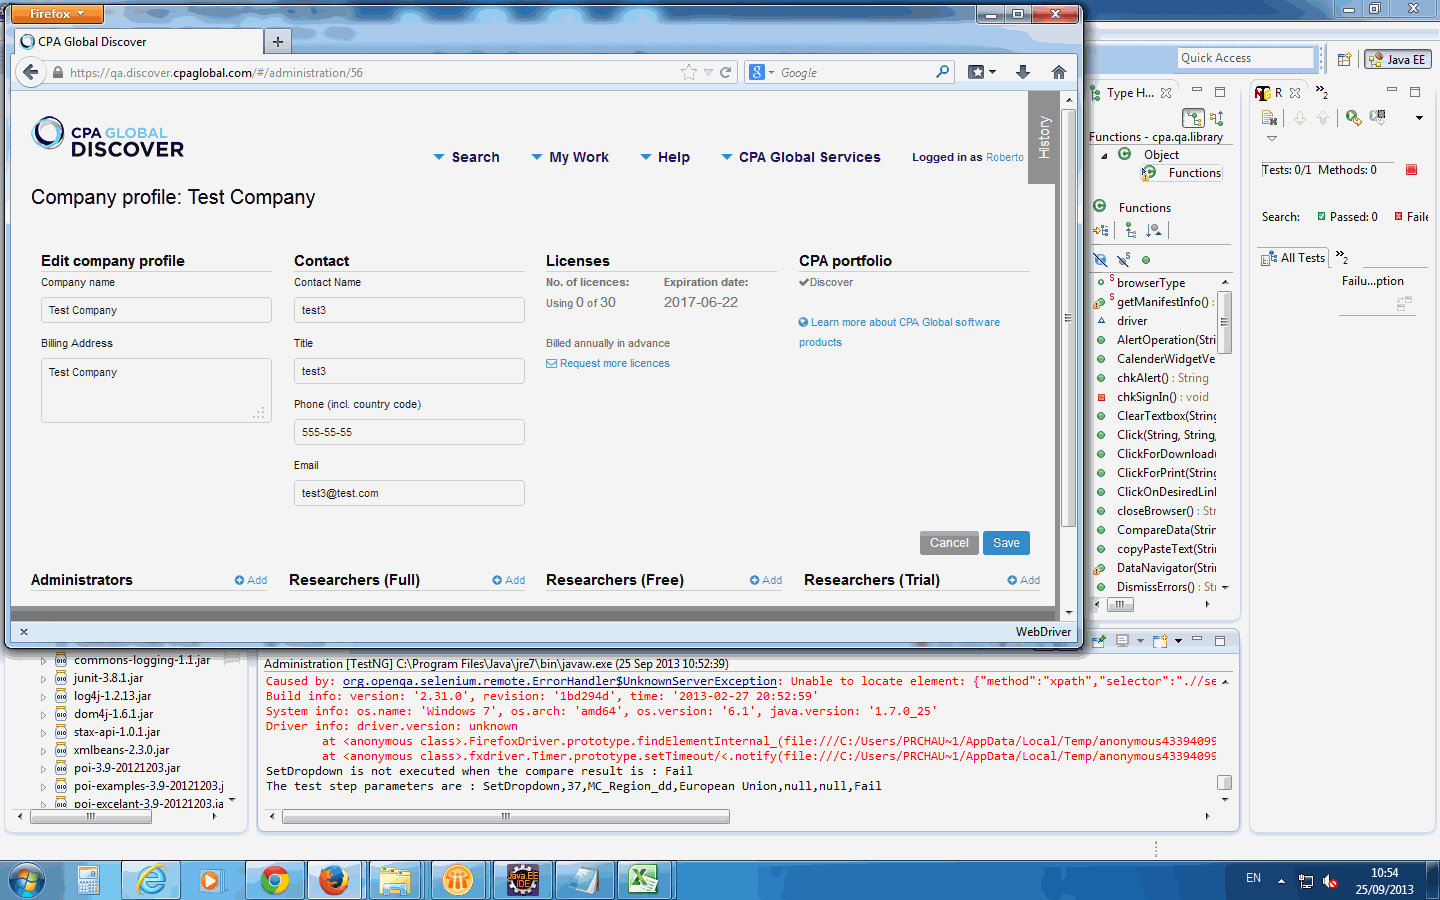 Firefox
CPA Global Discover
https://qa.discover.cpaglobal.com/#/administration/56
Google
History
CPA GLOBAL
DISCOVER
Search
My Work
Help
CPA Global Services
Logged in as Roberto
Company profile: Test Company
Edit company profile
Company name
Test Company
Billing Address
Test Company
Contact
Contact Name
test3
Title
test3
Phone (incl. country code)
555-55-55
Email
test3@test.com
Licenses
No. of licences:
Using 0 of 30
Expiration date:
2017-06-22
Billed annually in advance
Request more licences
CPA portfolio
Discover
Learn more about CPA Global software
products
Cancel
Save
Administrators
Add
Researchers (Full)
Add
Researchers (Free)
Add
Researchers (Trial)
Add
WebDriver
Quick Access
Java EE
Type H...
Functions - cpa.qa.library
Object
Functions
Functions
browserType
getManifestInfo() :
driver
AlertOperation(Stri
CalenderWidgetVe
chkAlert() : String
chkSignIn() : void
ClearTextbox(String
Click(String, String,
ClickForDownload(
ClickForPrint(String
ClickOnDesiredLinl
closeBrowser() : Str
CompareData(Strin
copyPasteText(Strin
DataNavigator(Strin
DismissErrors() : St
R
Tests: 0/1 Methods: 0
Search:
Passed: 0
Faile
All Tests
Failu...ption
commons-logging-1.1.jar
junit-3.8.1.jar
log4j-1.2.13.jar
dom4j-1.6.1.jar
stax-api-1.0.1.jar
xmlbeans-2.3.0.jar
poi-3.9-20121203.jar
poi-examples-3.9-20121203.j
poi-excelant-3.9-20121203.ja
Administration [TestNG] C:\Program Files\Java\jre7\bin\javaw.exe (25 Sep 2013 10:52:39)
Caused by: org.openqa.selenium.remote.ErrorHandler$UnknownServerException: Unable to locate element: {"method":"xpath","selector":".//se
Build info: version: '2.31.0', revision: '1bd294d', time: '2013-02-27 20:52:59'
System info: os.name: 'Windows 7', os.arch: 'amd64', os.version: '6.1', java.version: '1.7.0_25'
Driver info: driver.version: unknown
at <anonymous class>.FirefoxDriver.prototype.findElementInternal_(file:///C:/Users/PRCHAU~1/AppData/Local/Temp/anonymous43394099
at <anonymous class>.fxdriver.Timer.prototype.setTimeout/<.notify(file:///C:/Users/PRCHAU~1/AppData/Local/Temp/anonymous43394099
SetDropdown is not executed when the compare result is : Fail
The test step parameters are : SetDropdown,37,MC_Region_dd,European Union,null,null,Fail
Java EE
IDE
EN
10:54
25/09/2013